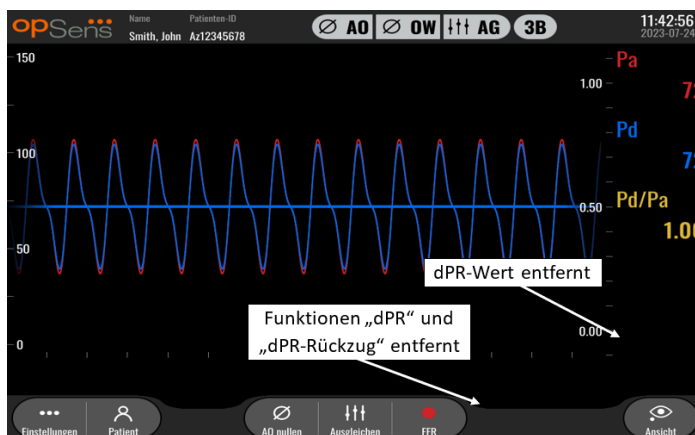 opSens
Name
Patienten-ID
Smith, John
Az12345678
Ø AO
Ø OW
AG
3B
11:42:56
2023-07-24
150
100
50
0
1.00
0.50
0.00
Pa
Pd
Pd/Pa
1.00
dPR-Wert entfernt
Funktionen „dPR“ und
„dPR-Rückzug“ entfernt
Einstellungen
Patient
AO nullen
Ausgleichen
FFR
Ansicht